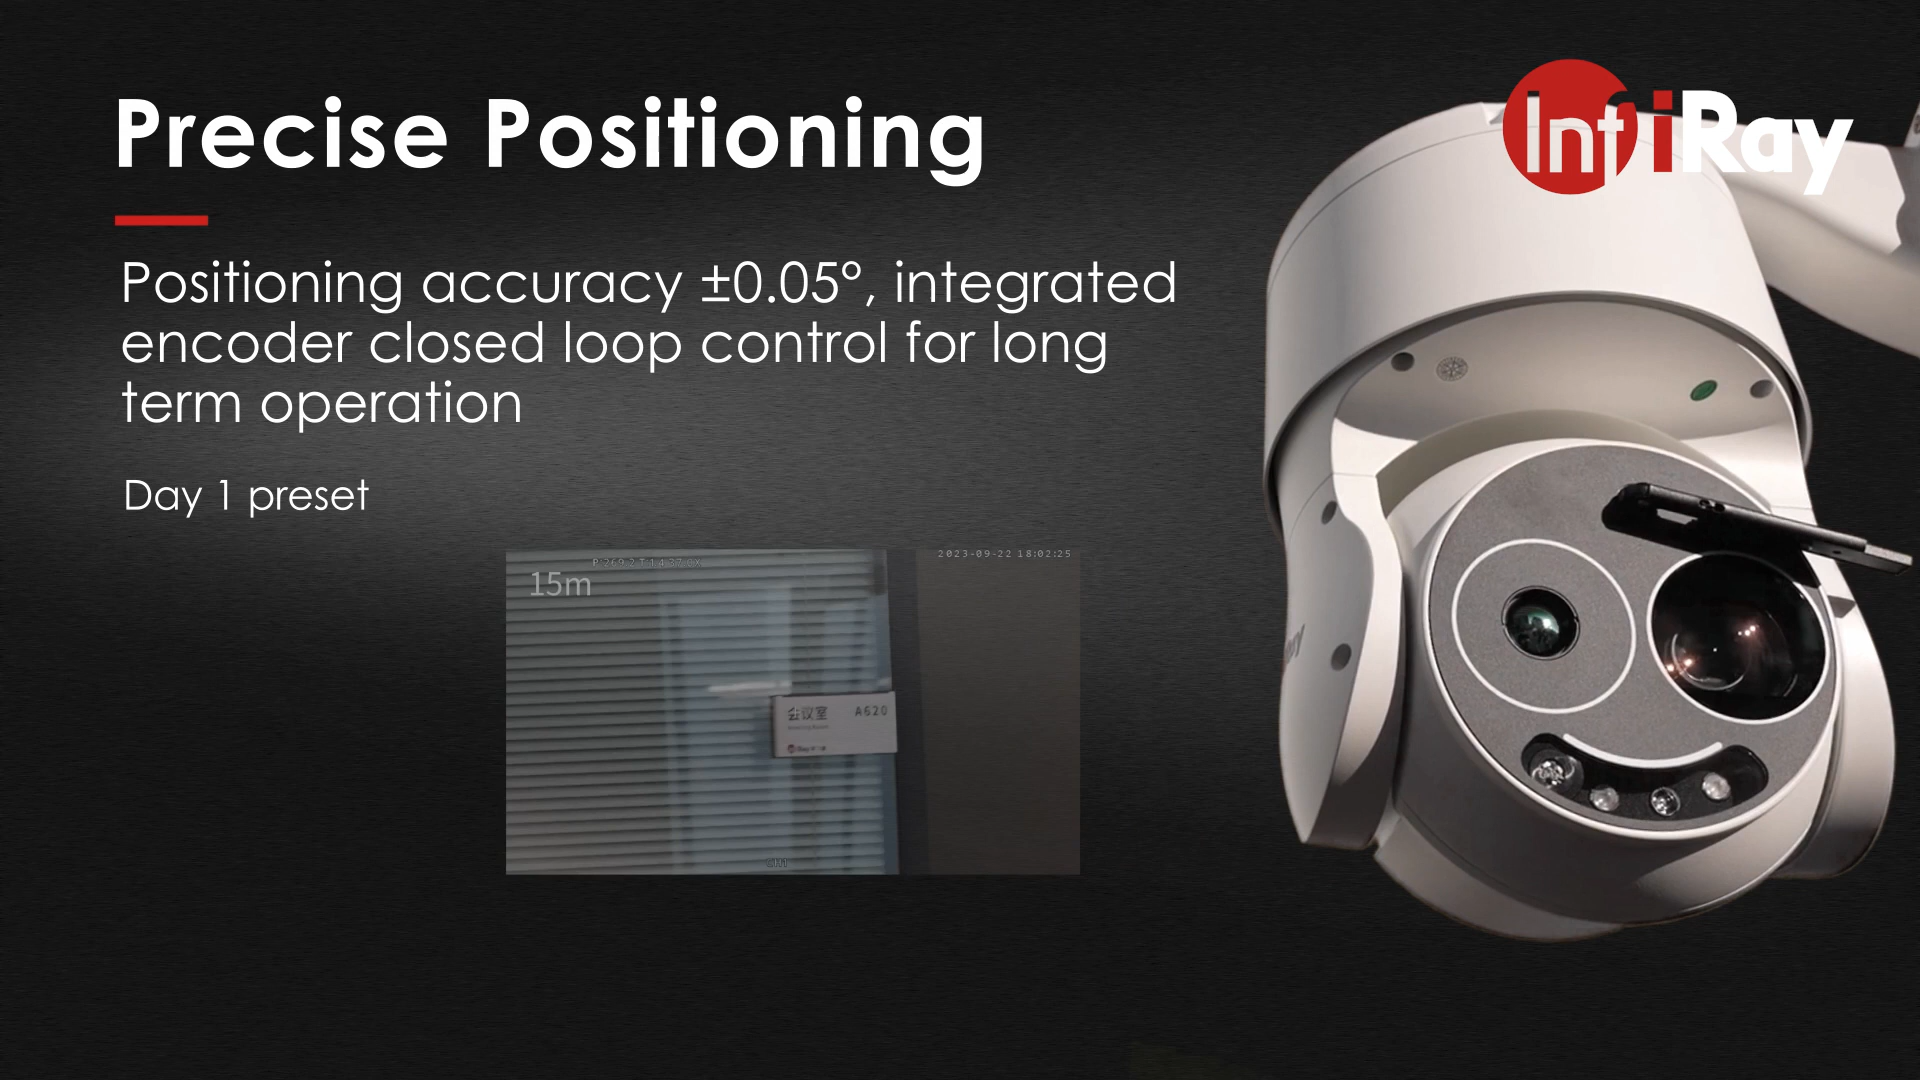 Precise Positioning
InfiRay
Positioning accuracy ±0.05°, integrated
encoder closed loop control for long
term operation
Day 1 preset
2023-09-22 18:02:25
15m
会议室 A620